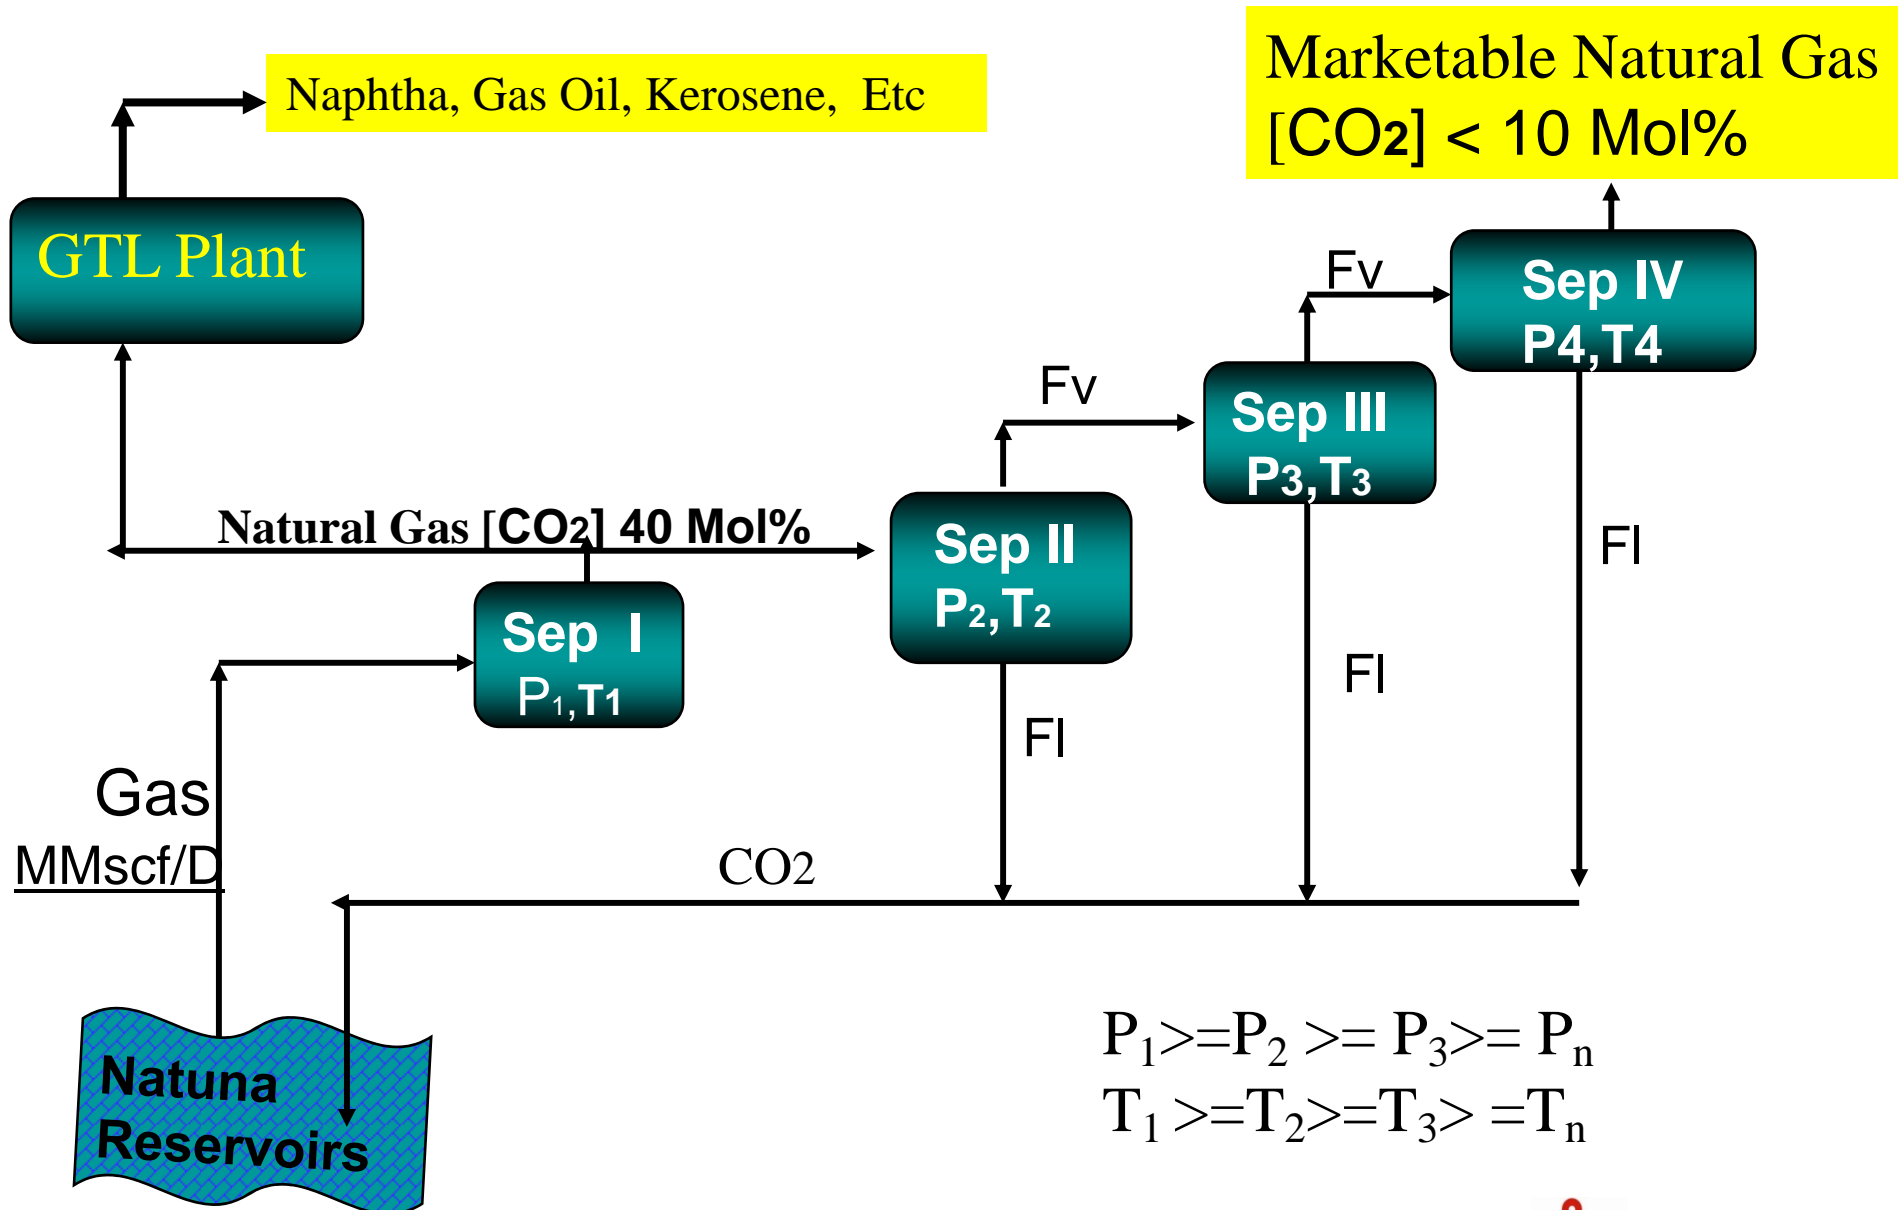 Marketable Natural Gas
[CO2] < 10 Mol%
Naphtha, Gas Oil, Kerosene, Etc
GTL Plant
Fv
Sep IV
P4,T4
Fv
Sep III
P3,T3
Natural Gas [CO2] 40 Mol%
Sep II
P2,T2
Fl
Sep I
P1,T1
Fl
Fl
Gas
MMscf/D
CO2
P1>=P2 >= P3>= Pn
T1 >=T2>=T3> =Tn
Natuna
Reservoirs